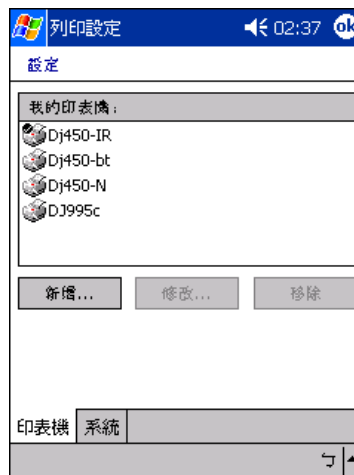 列印設定 02:37 ok
設定
我的印表機：
Dj450-IR
Dj450-bt
Dj450-N
DJ995c
新增... 修改... 移除
印表機 系統
ㄅ